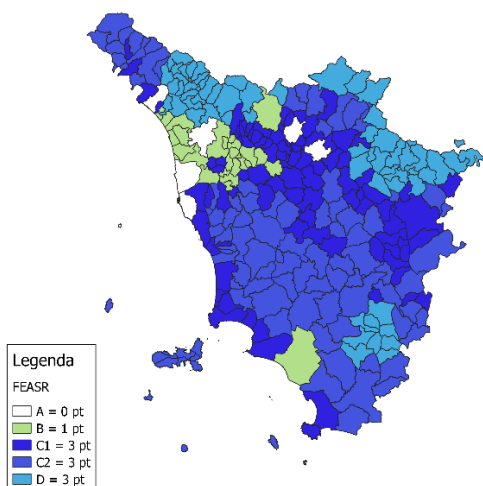 Legenda
FEASR
A = 0 pt
B = 1 pt
C1 = 3 pt
C2 = 3 pt
D = 3 pt